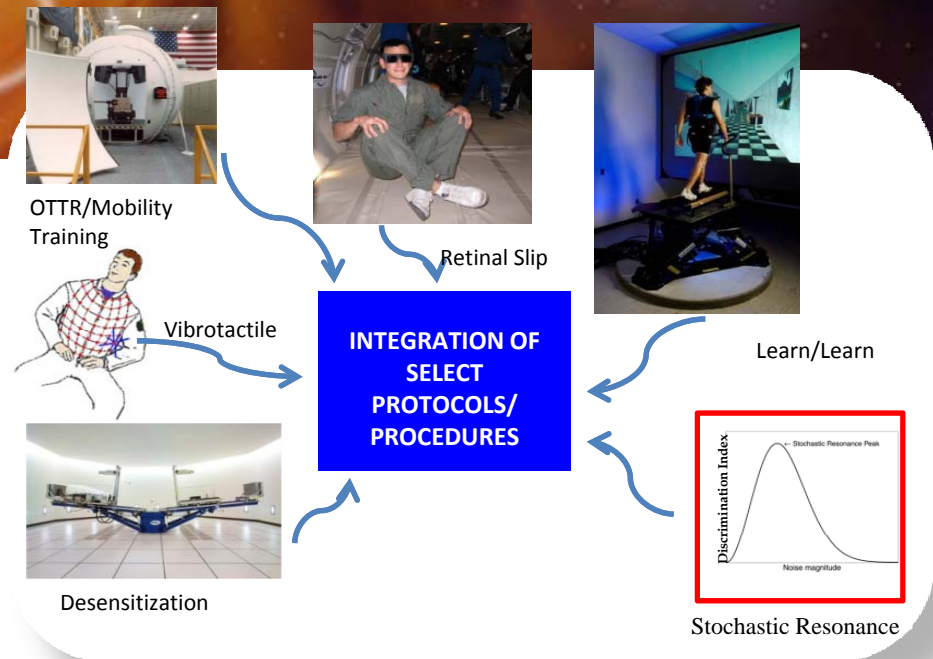 OTTR/Mobility
Training
Retinal Slip
Vibrotactile
INTEGRATION OF
SELECT
PROTOCOLS/
PROCEDURES
Learn/Learn
Desensitization
Discrimination Index
← Stochastic Resonance Peak
Noise magnitude
Stochastic Resonance